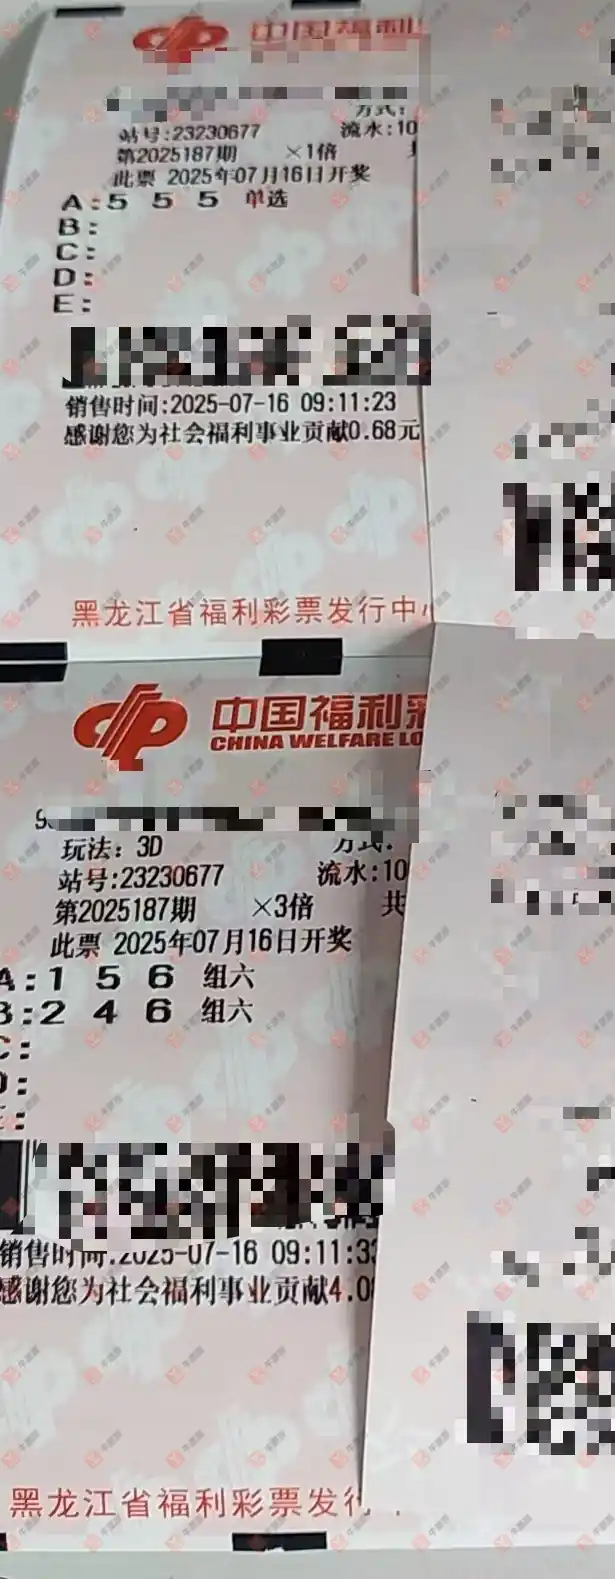 中国福利
方式:
站号:23230677 流水:10
第2025187期 ×1倍
此票 2025年07月16日开奖
A:5 5 5 单选
B:
C:
D:
E:
销售时间:2025-07-16 09:11:23
感谢您为社会福利事业贡献0.68元
黑龙江省福利彩票发行中心
中国福利彩
CHINA WELFARE LO
玩法:3D 方式:
站号:23230677 流水:10
第2025187期 ×3倍 共
此票 2025年07月16日开奖
A:1 5 6 组六
B:2 4 6 组六
C:
D:
E:
销售时间:2025-07-16 09:11:33
感谢您为社会福利事业贡献4.08
黑龙江省福利彩票发行